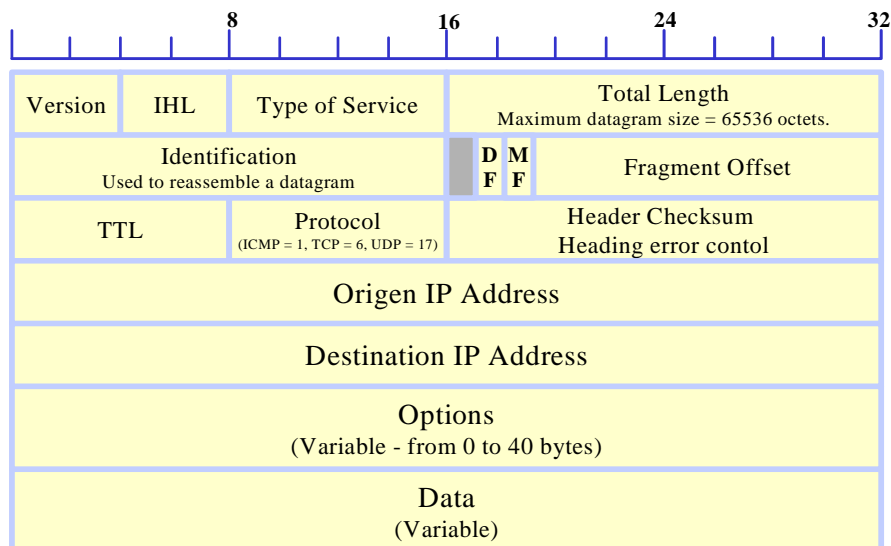 8 16 24 32
Version IHL Type of Service Total Length
Maximum datagram size = 65536 octets.
Identification
Used to reassemble a datagram
D F
M F
Fragment Offset
TTL
Protocol
(ICMP = 1, TCP = 6, UDP = 17)
Header Checksum
Heading error contol
Origen IP Address
Destination IP Address
Options
(Variable - from 0 to 40 bytes)
Data
(Variable)